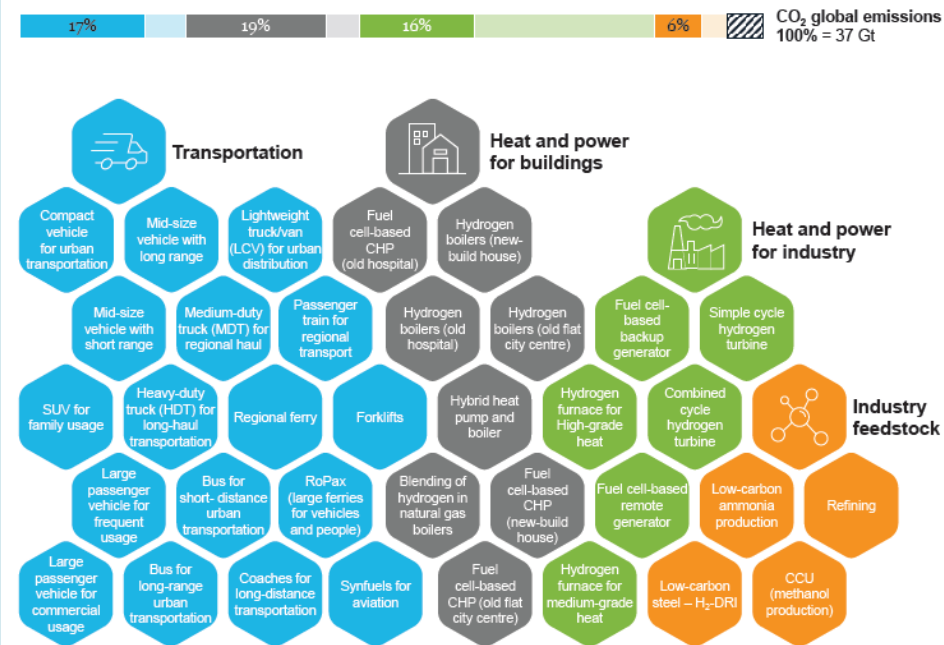 17%
19%
16%
6%
CO2 global emissions
100% = 37 Gt
Transportation
Heat and power
for buildings
Compact
vehicle
for urban
transportation
Mid-size
vehicle with
long range
Lightweight
truck/van
(LCV) for urban
distribution
Fuel
cell-based
CHP
(old hospital)
Hydrogen
boilers (new-
build house)
Heat and power
for industry
Mid-size
vehicle with
short range
Medium-duty
truck (MDT) for
regional haul
Passenger
train for
regional
transport
Hydrogen
boilers (old
hospital)
Hydrogen
boilers (old flat
city centre)
Fuel cell-
based
backup
generator
Simple cycle
hydrogen
turbine
SUV for
family usage
Heavy-duty
truck (HDT) for
long-haul
transportation
Regional ferry
Forklifts
Hybrid heat
pump and
boiler
Hydrogen
furnace for
High-grade
heat
Combined
cycle
hydrogen
turbine
Industry
feedstock
Large
passenger
vehicle for
frequent
usage
Bus for
short- distance
urban
transportation
RoPax
(large ferries
for vehicles
and people)
Blending of
hydrogen in
natural gas
boilers
Fuel
cell-based
CHP
(new-build
house)
Fuel cell-based
remote
generator
Low-carbon
ammonia
production
Refining
Large
passenger
vehicle for
commercial
usage
Bus for
long-range
urban
transportation
Coaches for
long-distance
transportation
Synfuels for
aviation
Fuel
cell-based
CHP (old flat
city centre)
Hydrogen
furnace for
medium-grade
heat
Low-carbon
steel – H2-DRI
CCU
(methanol
production)